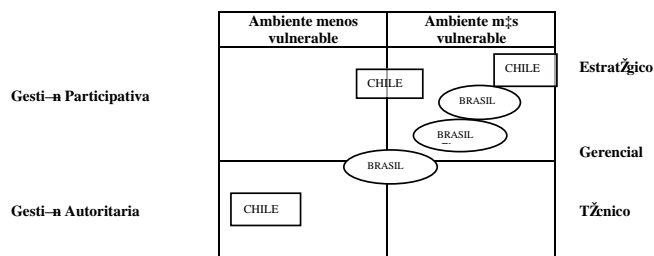 Ambiente menos
vulnerable
Ambiente m‡s
vulnerable
CHILE
EstratŽgico
CHILE
Gesti—n Participativa
BRASIL
BRASIL
BRASIL
Gerencial
CHILE
Gesti—n Autoritaria
TŽcnico